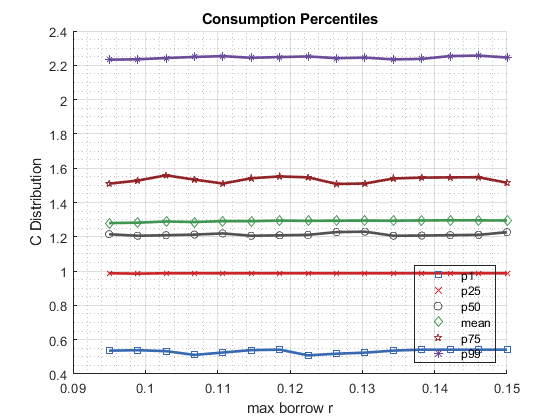 Consumption Percentiles
2.4
2.2
2
1.8
1.6
1.4
1.2
1
0.8
0.6
0.4
C Distribution
p1
p25
p50
mean
p75
p99
0.09
0.1
0.11
0.12
0.13
0.14
0.15
max borrow r